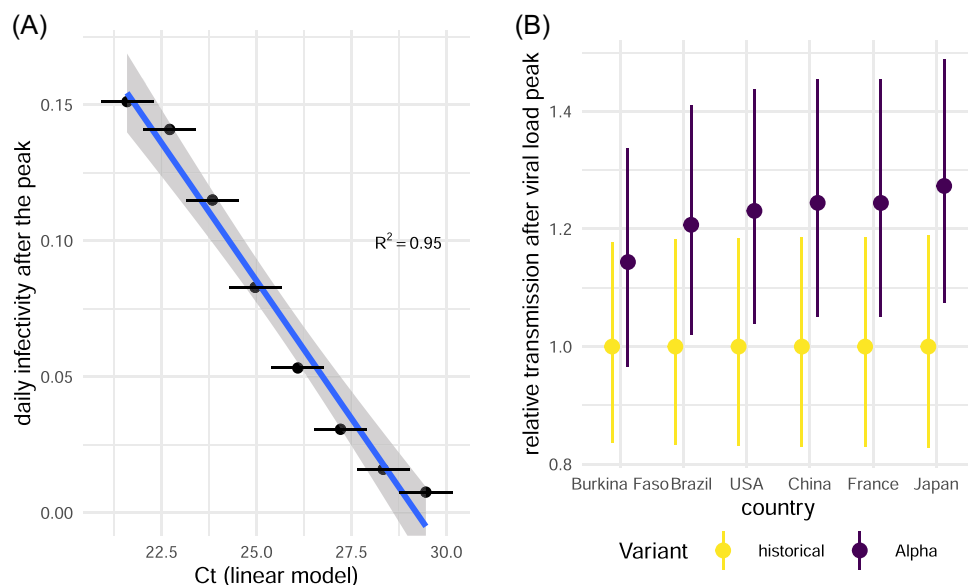 (A)
daily infectivity after the peak
0.15
0.10
0.05
0.00
R² = 0.95
22.5 25.0 27.5 30.0
Ct (linear model)
(B)
relative transmission after viral load peak
1.4
1.2
1.0
0.8
Burkina Faso Brazil USA China France Japan
country
Variant historical Alpha